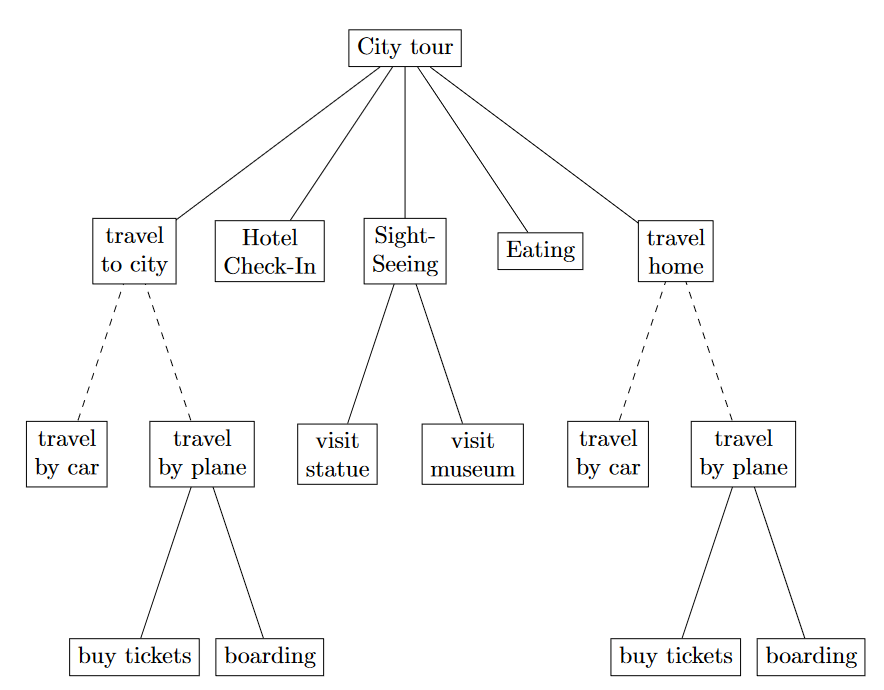 City tour
travel
to city
Hotel
Check-In
Sight-
Seeing
Eating
travel
home
travel
by car
travel
by plane
visit
statue
visit
museum
travel
by car
travel
by plane
buy tickets
boarding
buy tickets
boarding